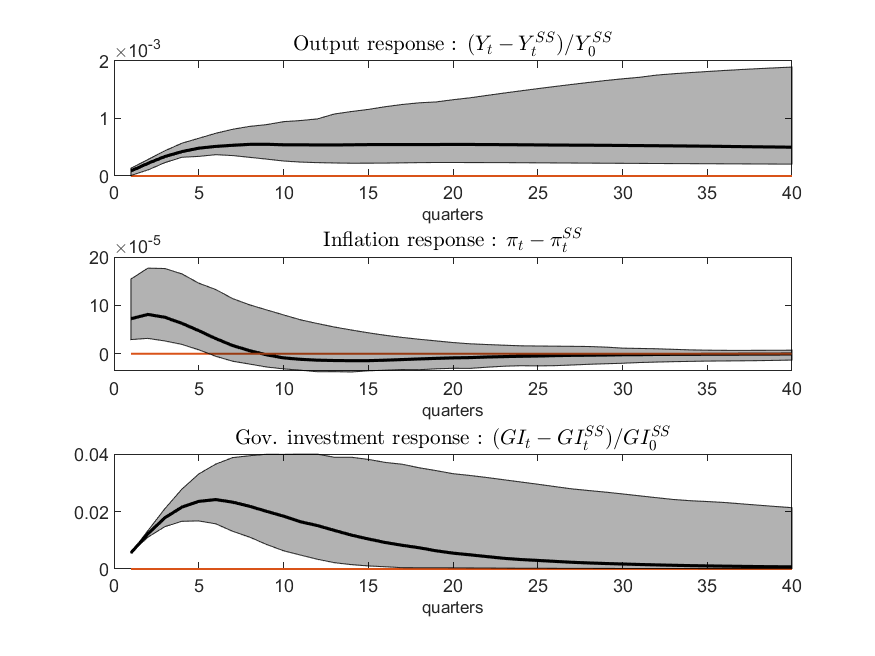 Output response : $(Y_t - Y_t^{SS})/Y_0^{SS}$
×10⁻³
2
1
0
0 5 10 15 20 25 30 35 40
quarters
Inflation response : $\pi_t - \pi_t^{SS}$
×10⁻⁵
20
10
0
0 5 10 15 20 25 30 35 40
quarters
Gov. investment response : $(GI_t - GI_t^{SS})/GI_0^{SS}$
0.04
0.02
0
0 5 10 15 20 25 30 35 40
quarters